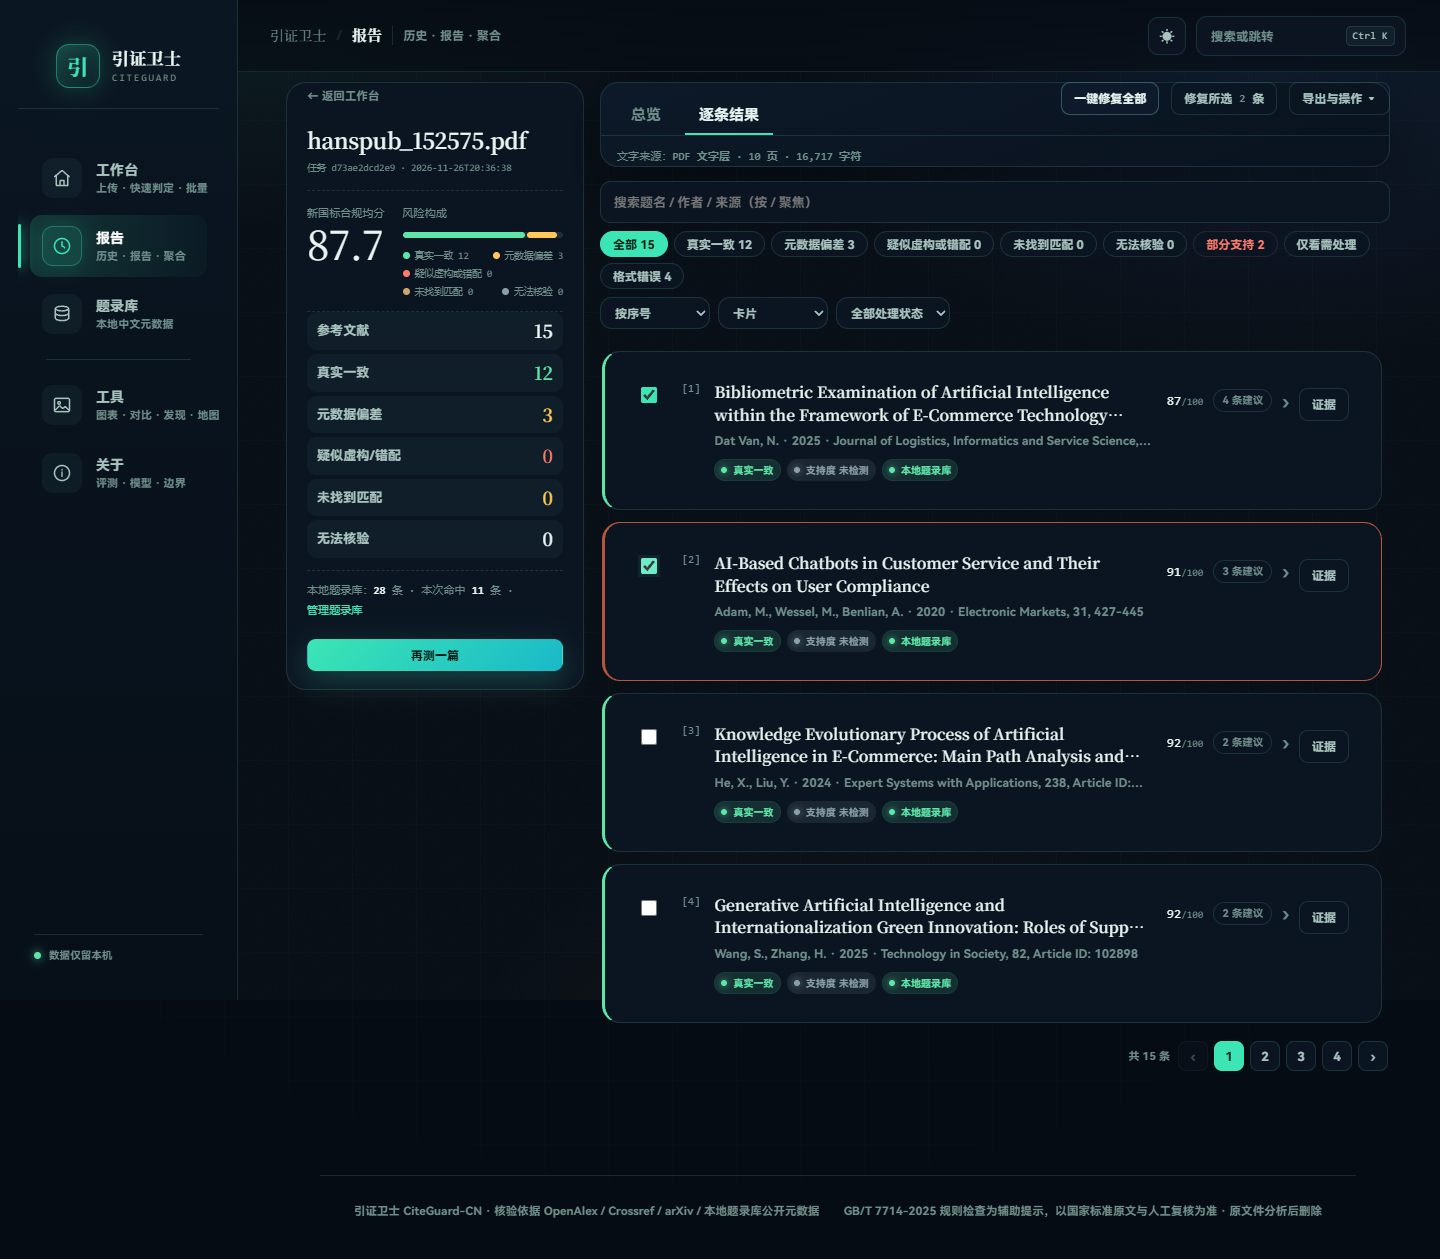 引 引证卫士
CITEGUARD
工作台
上传 · 快速判定 · 批量
报告
历史 · 报告 · 聚合
题录库
本地中文元数据
工具
图表 · 对比 · 发现 · 地图
关于
评测 · 模型 · 边界
数据仅留本机
引证卫士 / 报告 历史 · 报告 · 聚合
搜索或跳转 Ctrl K
← 返回工作台
hanspub_152575.pdf
任务 d73ae2dcd2e9 · 2026-11-26T20:36:38
新国标合规均分 风险构成
87.7
真实一致 12 元数据偏差 3
疑似虚构或错配 0
未找到匹配 0 无法核验 0
参考文献 15
真实一致 12
元数据偏差 3
疑似虚构/错配 0
未找到匹配 0
无法核验 0
本地题录库: 28 条 · 本次命中 11 条 ·
管理题录库
再测一篇
总览 逐条结果 一键修复全部 修复所选 2 条 导出与操作
文字来源: PDF 文字层 · 10 页 · 16,717 字符
搜索题名 / 作者 / 来源（按 / 聚焦）
全部 15 真实一致 12 元数据偏差 3 疑似虚构或错配 0 未找到匹配 0 无法核验 0 部分支持 2 仅看需处理
格式错误 4
按序号 卡片 全部处理状态
[1] Bibliometric Examination of Artificial Intelligence
within the Framework of E-Commerce Technology…
87/100 4 条建议 › 证据
Dat Van, N. · 2025 · Journal of Logistics, Informatics and Service Science,...
真实一致 支持度 未检测 本地题录库
[2] AI-Based Chatbots in Customer Service and Their
Effects on User Compliance
91/100 3 条建议 › 证据
Adam, M., Wessel, M., Benlian, A. · 2020 · Electronic Markets, 31, 427-445
真实一致 支持度 未检测 本地题录库
[3] Knowledge Evolutionary Process of Artificial
Intelligence in E-Commerce: Main Path Analysis and…
92/100 2 条建议 › 证据
He, X., Liu, Y. · 2024 · Expert Systems with Applications, 238, Article ID:...
真实一致 支持度 未检测 本地题录库
[4] Generative Artificial Intelligence and
Internationalization Green Innovation: Roles of Supp…
92/100 2 条建议 › 证据
Wang, S., Zhang, H. · 2025 · Technology in Society, 82, Article ID: 102898
真实一致 支持度 未检测 本地题录库
共 15 条 ‹ 1 2 3 4 ›
引证卫士 CiteGuard-CN · 核验依据 OpenAlex / Crossref / arXiv / 本地题录库公开元数据 GB/T 7714-2025 规则检查为辅助提示，以国家标准原文与人工复核为准 · 原文件分析后删除